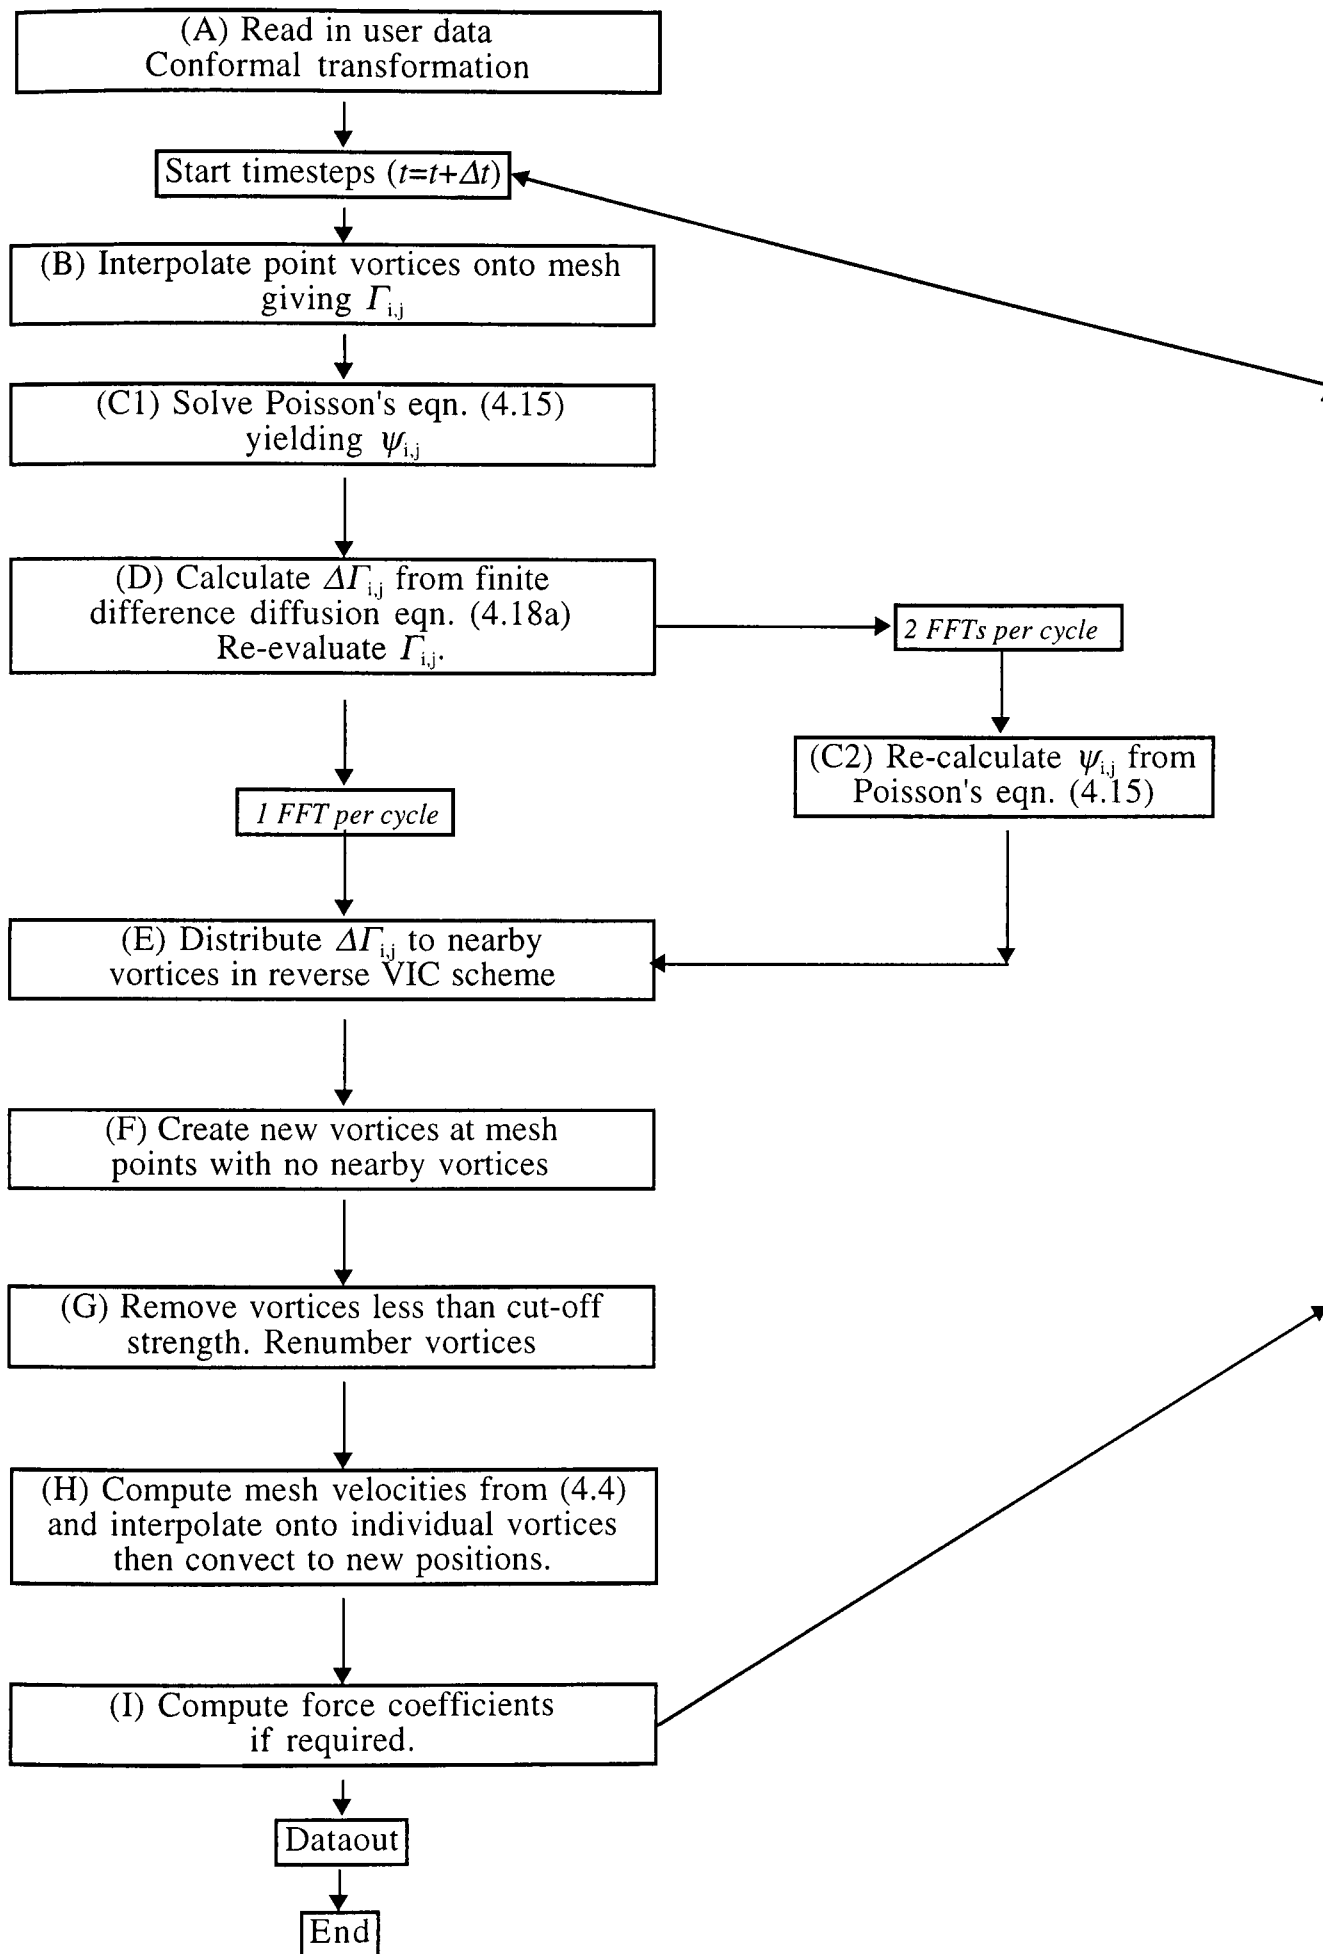 (A) Read in user data
Conformal transformation
Start timesteps (t=t+Δt)
(B) Interpolate point vortices onto mesh
giving Γi,j
(C1) Solve Poisson's eqn. (4.15)
yielding ψi,j
(D) Calculate ΔΓi,j from finite
difference diffusion eqn. (4.18a)
Re-evaluate Γi,j.
2 FFTs per cycle
(C2) Re-calculate ψi,j from
Poisson's eqn. (4.15)
1 FFT per cycle
(E) Distribute ΔΓi,j to nearby
vortices in reverse VIC scheme
(F) Create new vortices at mesh
points with no nearby vortices
(G) Remove vortices less than cut-off
strength. Renumber vortices
(H) Compute mesh velocities from (4.4)
and interpolate onto individual vortices
then convect to new positions.
(I) Compute force coefficients
if required.
Dataout
End